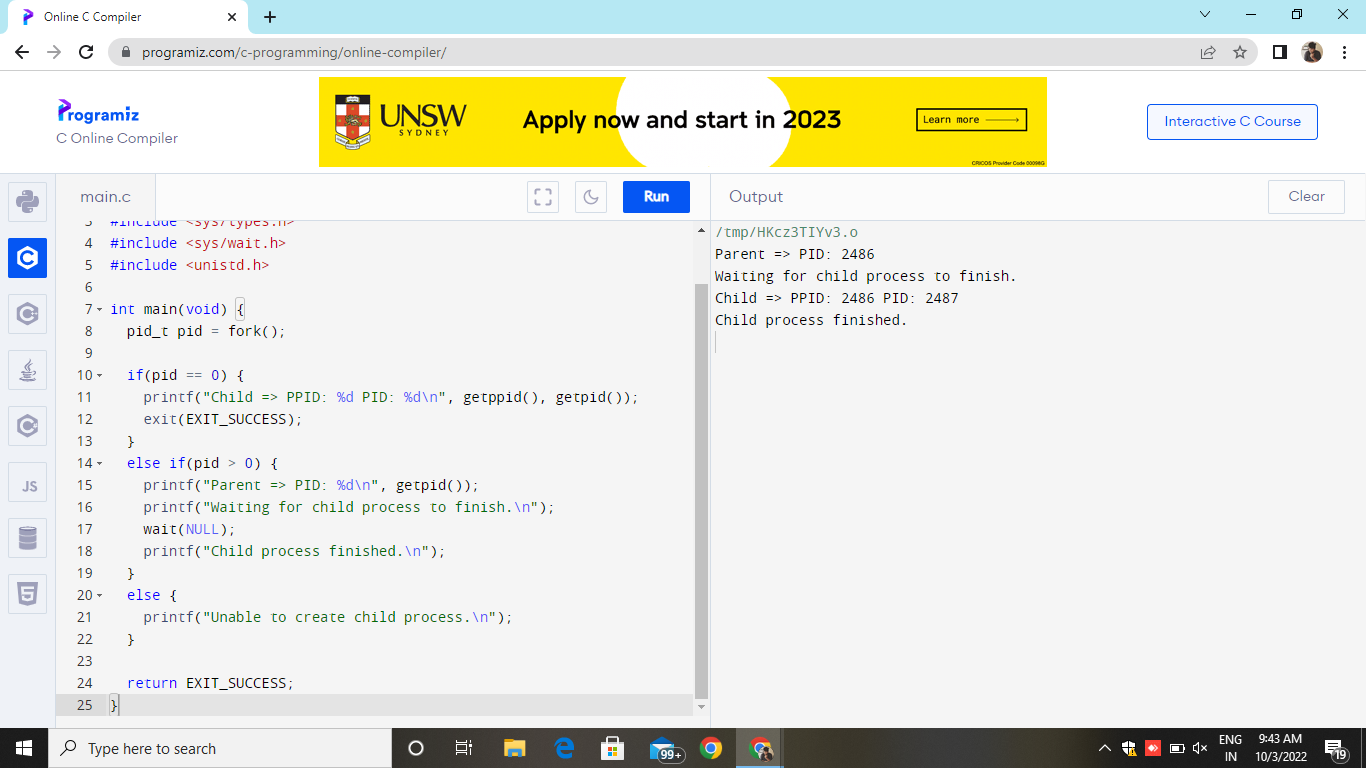 Online C Compiler
programiz.com/c-programming/online-compiler/
Programiz
C Online Compiler
UNSW
SYDNEY
Apply now and start in 2023
Learn more
CRICOS Provider Code 00098G
Interactive C Course
main.c
Run
Output
Clear
JS
3 #include <sys/types.h>
4 #include <sys/wait.h>
5 #include <unistd.h>
6
7 int main(void) {
8 pid_t pid = fork();
9
10 if(pid == 0) {
11 printf("Child => PPID: %d PID: %d\n", getppid(), getpid());
12 exit(EXIT_SUCCESS);
13 }
14 else if(pid > 0) {
15 printf("Parent => PID: %d\n", getpid());
16 printf("Waiting for child process to finish.\n");
17 wait(NULL);
18 printf("Child process finished.\n");
19 }
20 else {
21 printf("Unable to create child process.\n");
22 }
23
24 return EXIT_SUCCESS;
25 }
/tmp/HKcz3TIYv3.o
Parent => PID: 2486
Waiting for child process to finish.
Child => PPID: 2486 PID: 2487
Child process finished.
Type here to search
99+
ENG
IN
9:43 AM
10/3/2022
19